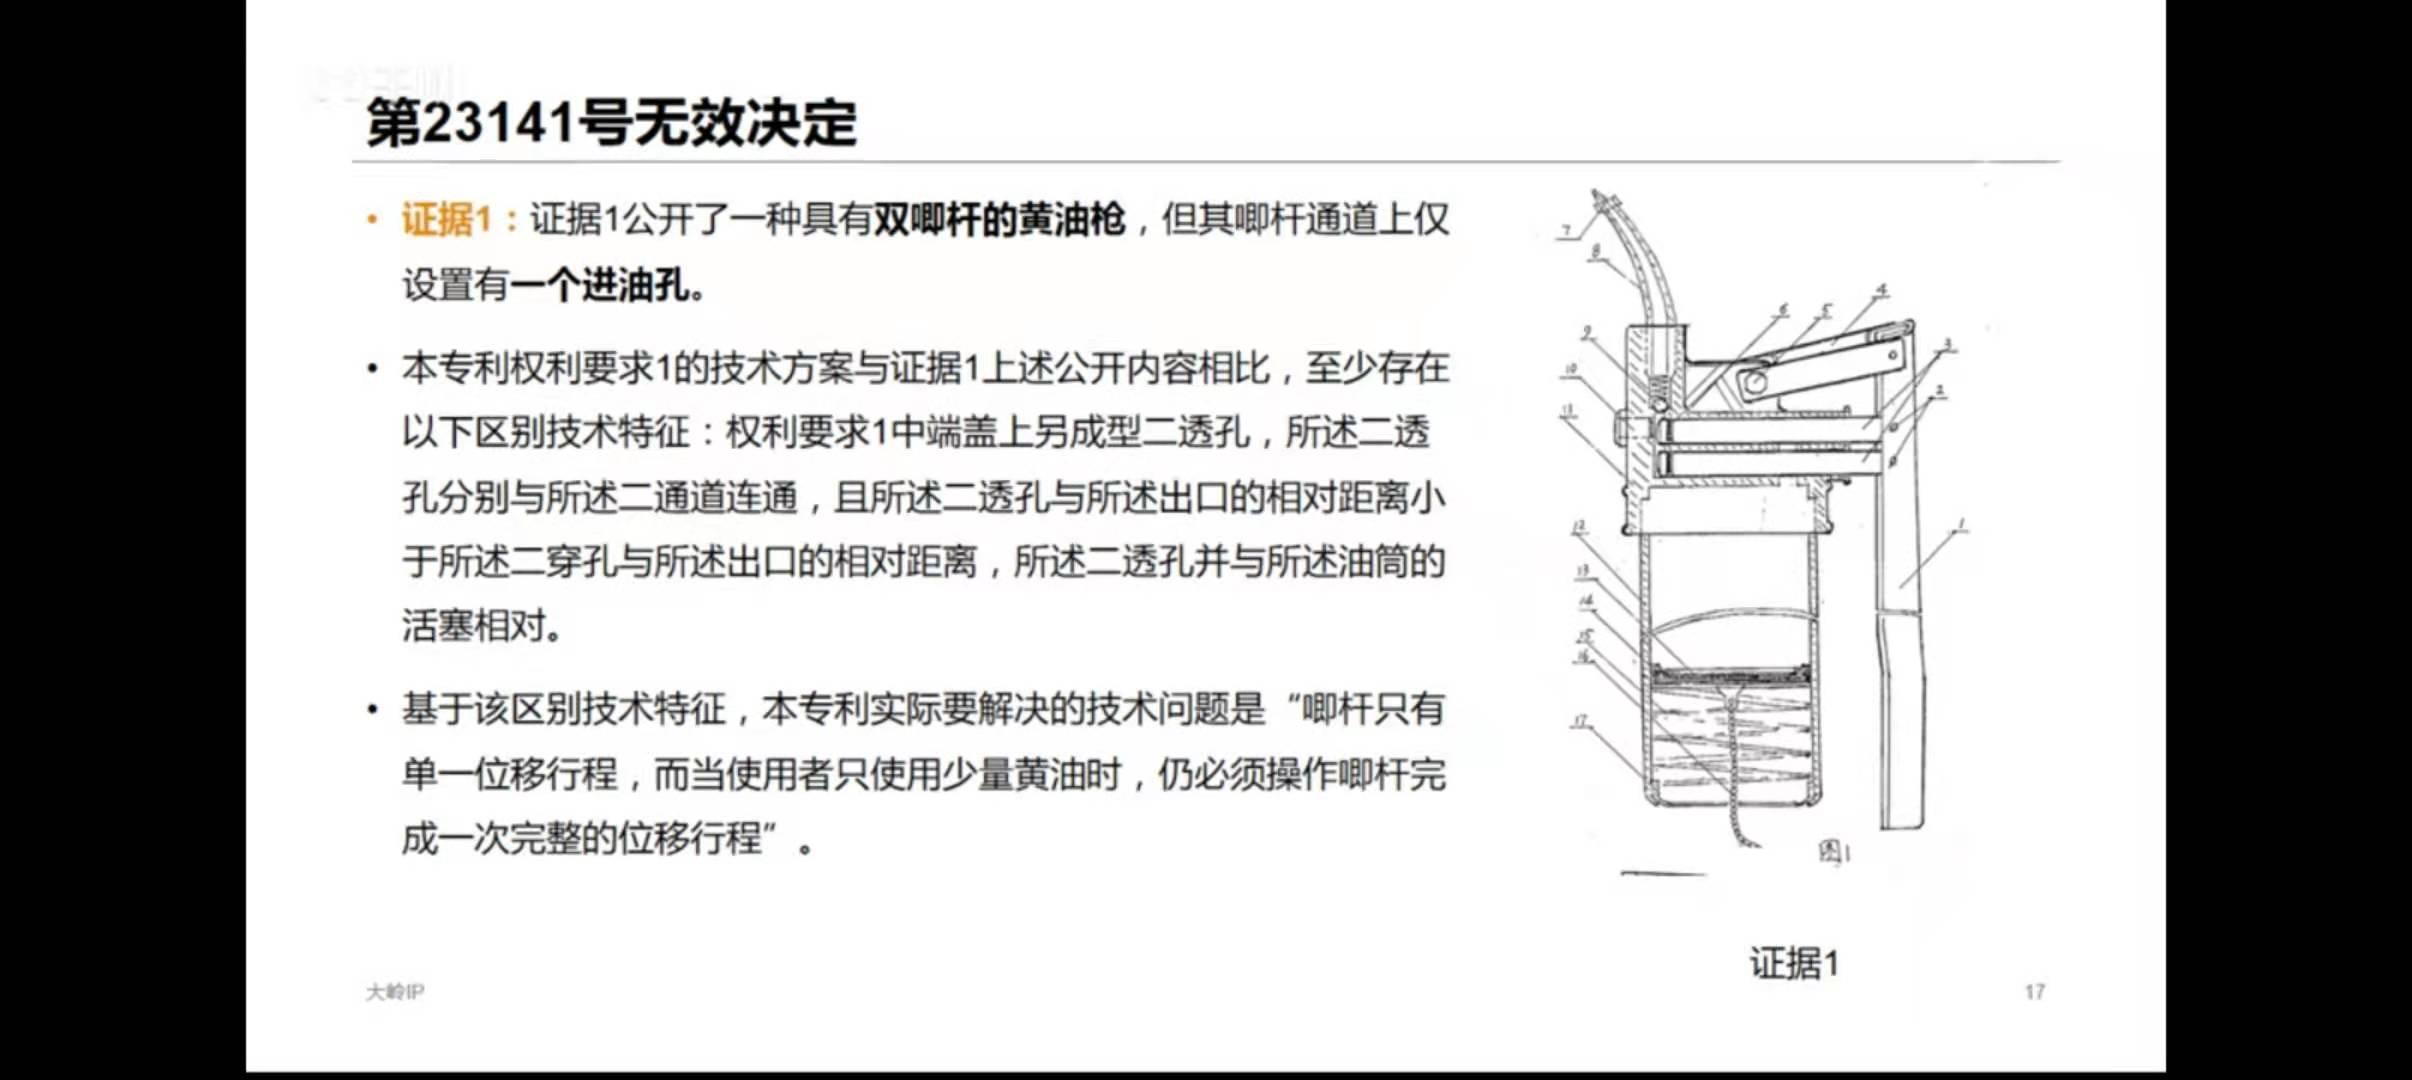 第23141号无效决定
• 证据1：证据1公开了一种具有双唧杆的黄油枪，但其唧杆通道上仅
设置有一个进油孔。
• 本专利权利要求1的技术方案与证据1上述公开内容相比，至少存在
以下区别技术特征：权利要求1中端盖上另成型二透孔，所述二透
孔分别与所述二通道连通，且所述二透孔与所述出口的相对距离小
于所述二穿孔与所述出口的相对距离，所述二透孔并与所述油筒的
活塞相对。
• 基于该区别技术特征，本专利实际要解决的技术问题是“唧杆只有
单一位移行程，而当使用者只使用少量黄油时，仍必须操作唧杆完
成一次完整的位移行程”。
7
8
4
6
5
9
3
10
2
11
12
1
13
14
15
16
17
图1
证据1
大岭IP
17